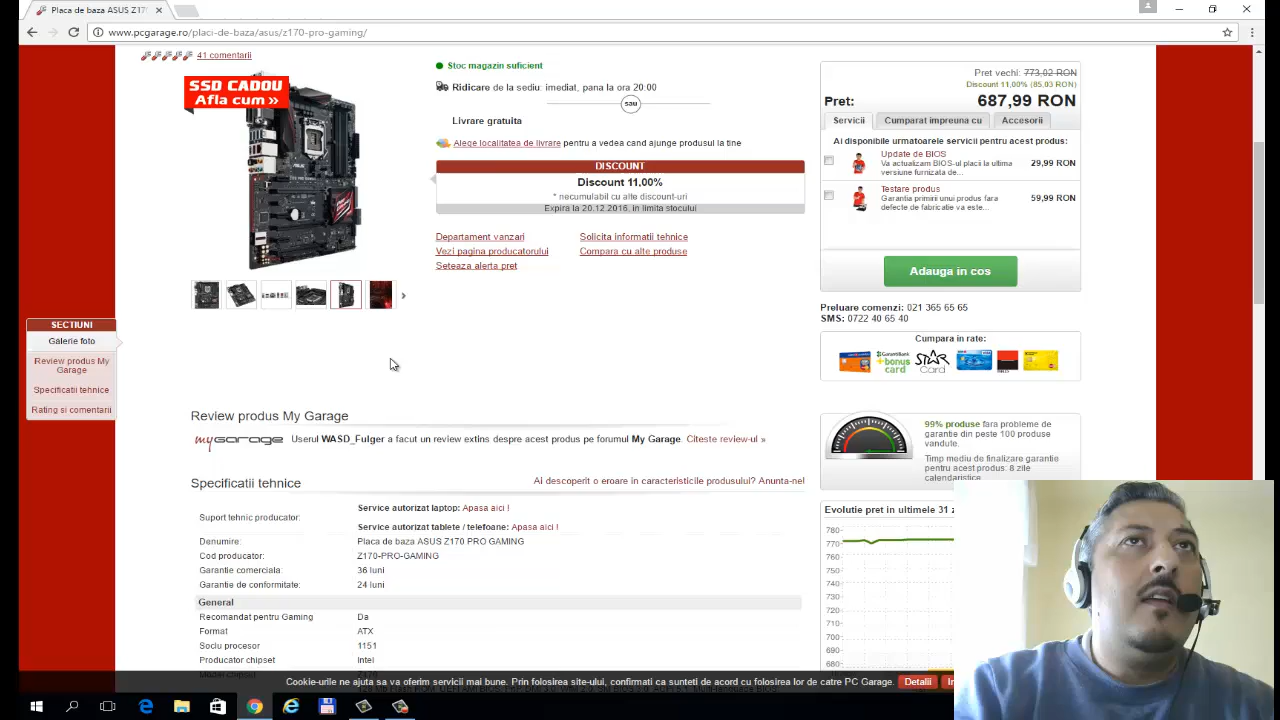 Placa de baza ASUS Z17
www.pcgarage.ro/placi-de-baza/asus/z170-pro-gaming/
41 comentarii
SSD CADOU
Afla cum »
Stoc magazin suficient
Ridicare de la sediu: imediat, pana la ora 20:00
sau
Livrare gratuita
Alege localitatea de livrare pentru a vedea cand ajunge produsul la tine
DISCOUNT
Discount 11,00%
* necumulabil cu alte discount-uri
Expira la 20.12.2016, in limita stocului
Departament vanzari
Solicita informatii tehnice
Vezi pagina producatorului
Compara cu alte produse
Seteaza alerta pret
Pret vechi: 773,02 RON
Discount 11,00% (85,03 RON)
Pret: 687,99 RON
Servicii
Cumparat impreuna cu
Accesorii
Ai disponibile urmatoarele servicii pentru acest produs:
Update de BIOS
Va actualizam BIOS-ul placii la ultima
versiune furnizata de...
29,99 RON
Testare produs
Garantia primirii unui produs fara
defecte de fabricatie va este...
59,99 RON
Adauga in cos
Preluare comenzi: 021 365 65 65
SMS: 0722 40 65 40
Cumpara in rate:
GarantiBank
+bonus
card
STAR
Card
99% produse fara probleme de
garantie din peste 100 produse
vandute.
Timp mediu de finalizare garantie
pentru acest produs: 8 zile
calendaristice.
Evolutie pret in ultimele 31 z
780
770
760
750
740
730
720
710
700
690
680
SECTIUNI
Galerie foto
Review produs My
Garage
Specificatii tehnice
Rating si comentarii
Review produs My Garage
mygarage
Userul WASD_Fulger a facut un review extins despre acest produs pe forumul My Garage. Citeste review-ul »
Specificatii tehnice
Ai descoperit o eroare in caracteristicile produsului? Anunta-ne!
Suport tehnic producator:
Service autorizat laptop: Apasa aici !
Service autorizat tablete / telefoane: Apasa aici !
Denumire: Placa de baza ASUS Z170 PRO GAMING
Cod producator: Z170-PRO-GAMING
Garantie comerciala: 36 luni
Garantie de conformitate: 24 luni
General
Recomandat pentru Gaming Da
Format ATX
Soclu procesor 1151
Producator chipset Intel
Model chipset Z170
Cookie-urile ne ajuta sa va oferim servicii mai bune. Prin folosirea site-ului, confirmati ca sunteti de acord cu folosirea lor de catre PC Garage.
Detalii